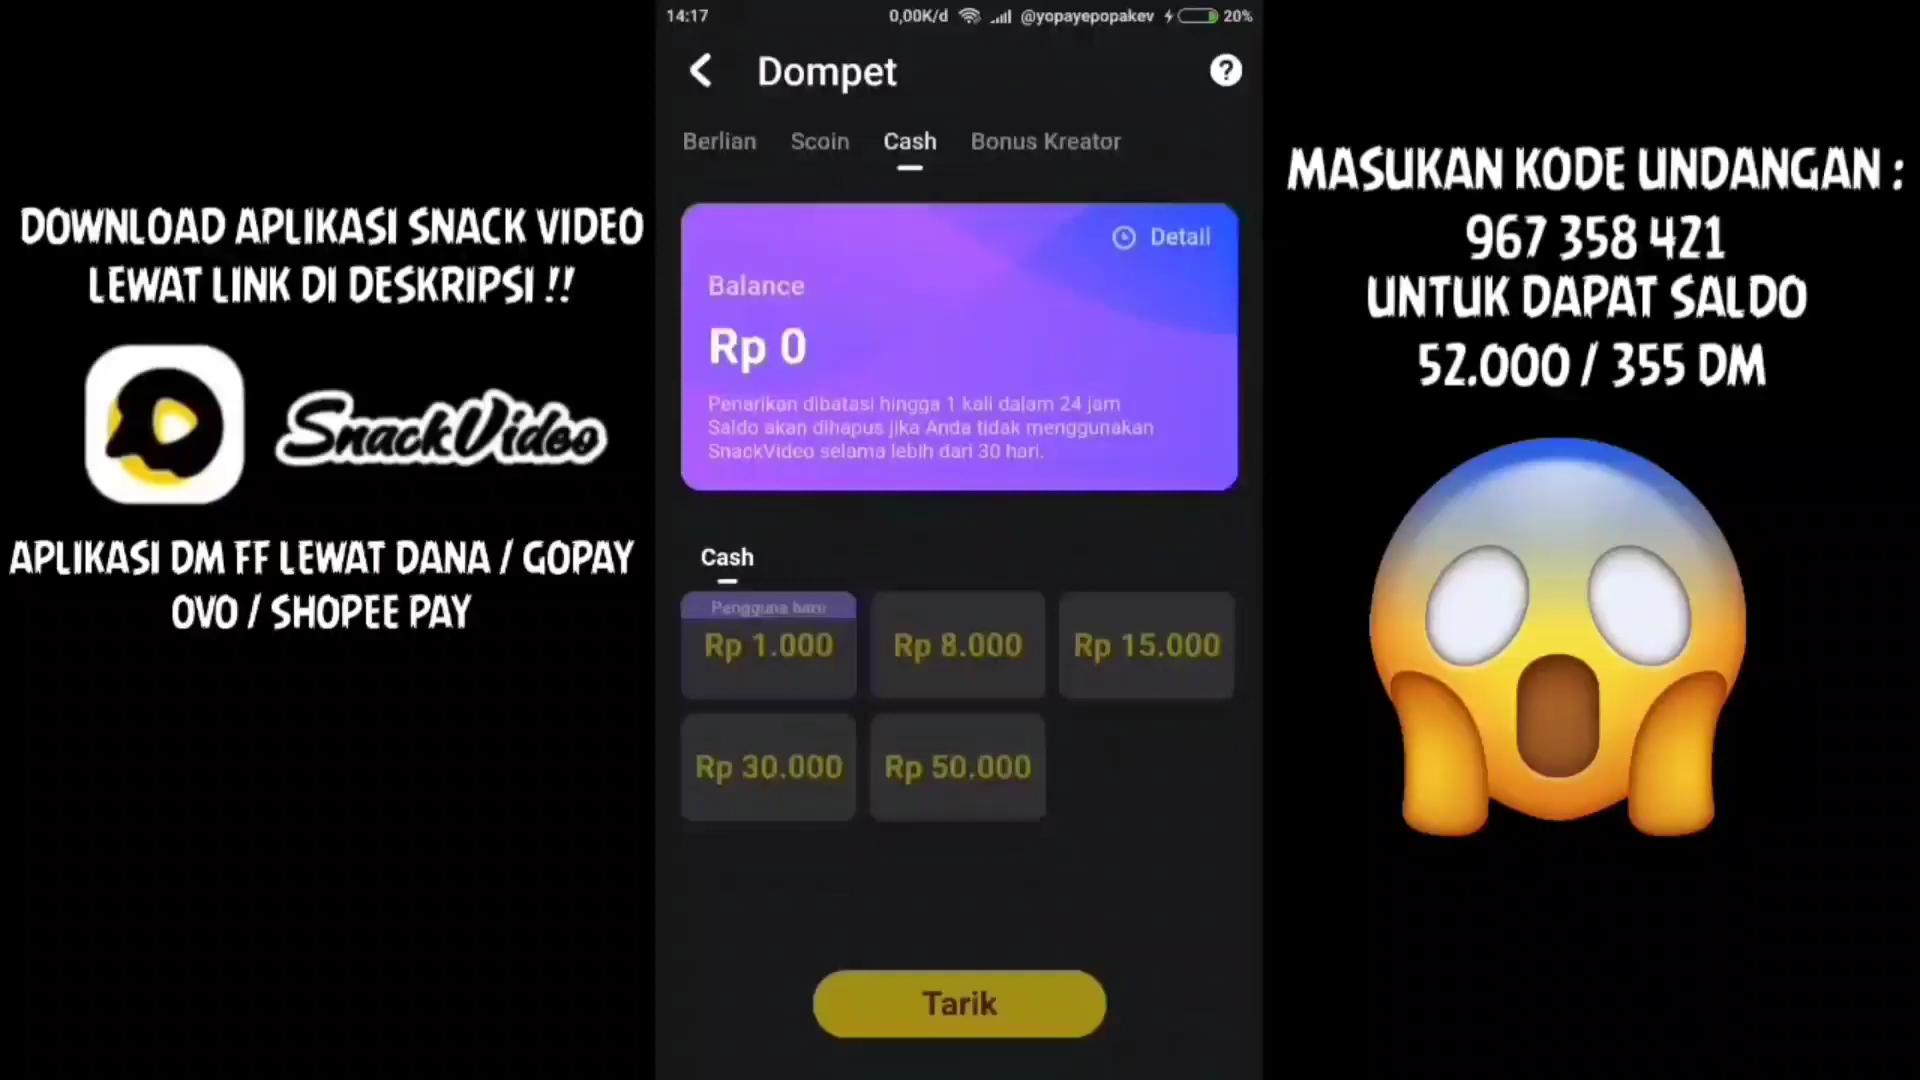 14:17
0,00K/d @yopayepopakev 20%
Dompet
?
Berlian Scoin Cash Bonus Kreator
Detail
Balance
Rp 0
Penarikan dibatasi hingga 1 kali dalam 24 jam
Saldo akan dihapus jika Anda tidak menggunakan
SnackVideo selama lebih dari 30 hari.
Cash
Pengguna baru
Rp 1.000
Rp 8.000
Rp 15.000
Rp 30.000
Rp 50.000
Tarik
DOWNLOAD APLIKASI SNACK VIDEO
LEWAT LINK DI DESKRIPSI !!
SnackVideo
APLIKASI DM FF LEWAT DANA / GOPAY
OVO / SHOPEE PAY
MASUKAN KODE UNDANGAN :
967 358 421
UNTUK DAPAT SALDO
52.000 / 355 DM